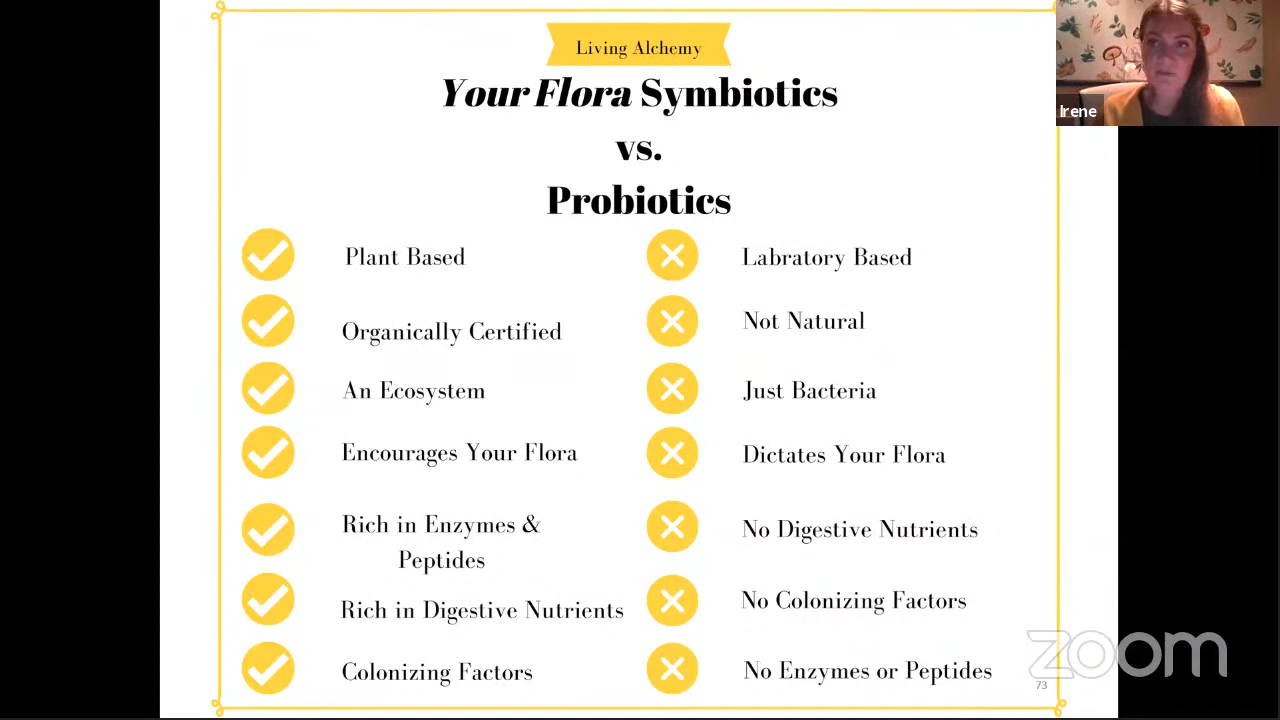 Living Alchemy
Your Flora Symbiotics
vs.
Probiotics
Plant Based
Labratory Based
Organically Certified
Not Natural
An Ecosystem
Just Bacteria
Encourages Your Flora
Dictates Your Flora
Rich in Enzymes &
Peptides
No Digestive Nutrients
Rich in Digestive Nutrients
No Colonizing Factors
Colonizing Factors
No Enzymes or Peptides
Irene
zoom
73